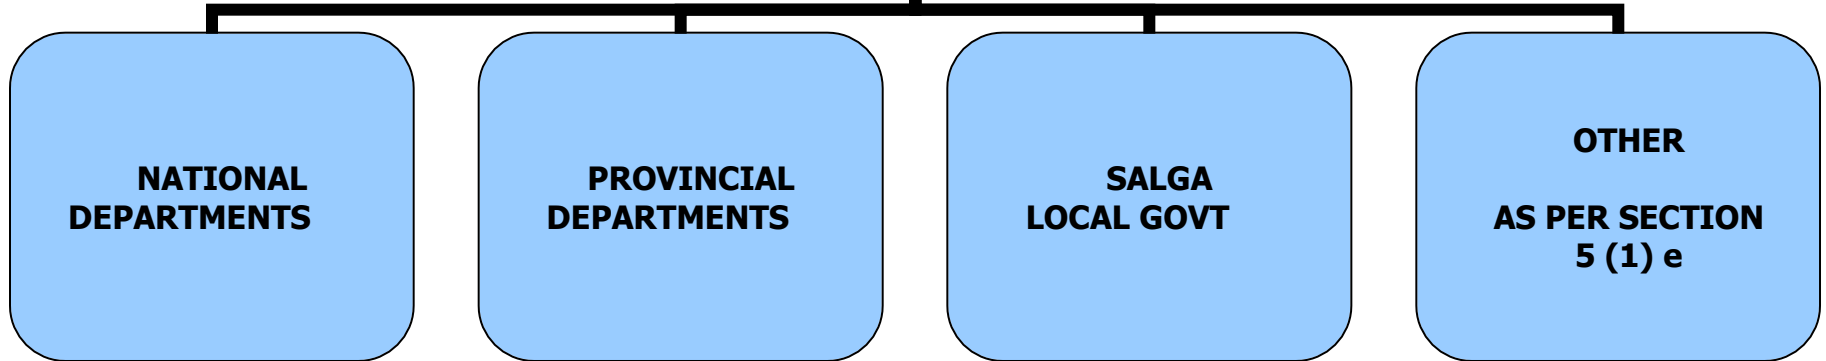 NATIONAL
DEPARTMENTS
PROVINCIAL
DEPARTMENTS
SALGA
LOCAL GOVT
OTHER
AS PER SECTION
5 (1) e